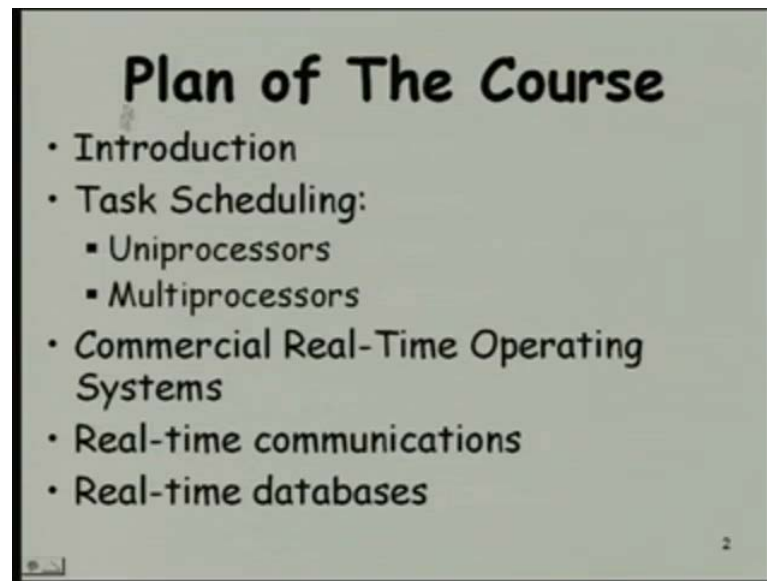 Plan of The Course
• Introduction
• Task Scheduling:
▪ Uniprocessors
▪ Multiprocessors
• Commercial Real-Time Operating
Systems
• Real-time communications
• Real-time databases
2